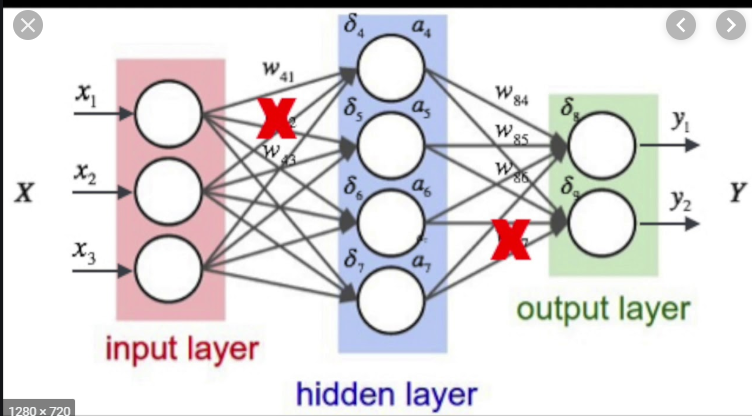 δ₄ a₄
w₄₁
x₁
δ₅ a₅
w₈₄
δ₈
y₁
w₄₃
w₈₅
X
x₂
δ₆ a₆
w₈₆
δ₉
y₂
Y
x₃
δ₇ a₇
input layer
output layer
hidden layer
1280 × 720